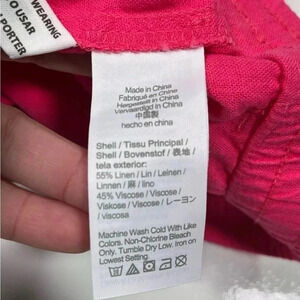 WEARING
O USAR
PORTER
Made in China
Fabriqué en Chine
Hergestellt in China
Vervaardigd in China
中国製
hecho en china
Shell / Tissu Principal /
Shell / Bovenstof / 表地 /
tela exterior:
55% Linen / Lin / Leinen /
Linnen / 麻 / lino
45% Viscose / Viscose /
Viskose / Viscose / レーヨン
/ viscosa
Machine Wash Cold With Like
Colors. Non-Chlorine Bleach
Only. Tumble Dry Low. Iron on
Lowest Setting.